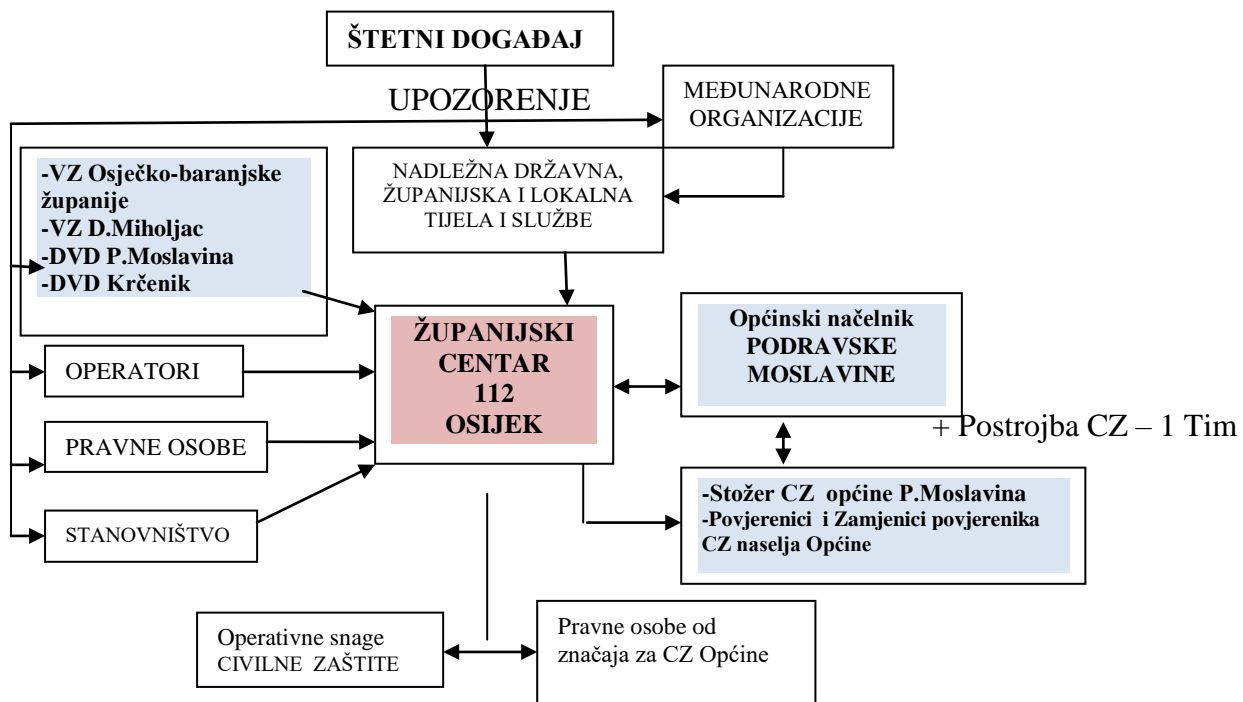 ŠTETNI DOGAĐAJ
UPOZORENJE
MEĐUNARODNE
ORGANIZACIJE
-VZ Osječko-baranjske
županije
-VZ D.Miholjac
-DVD P.Moslavina
-DVD Krčenik
NADLEŽNA DRŽAVNA,
ŽUPANIJSKA I LOKALNA
TIJELA I SLUŽBE
ŽUPANIJSKI
CENTAR
112
OSIJEK
Općinski načelnik
PODRAVSKE
MOSLAVINE
OPERATORI
+ Postrojba CZ – 1 Tim
PRAVNE OSOBE
-Stožer CZ općine P.Moslavina
-Povjerenici i Zamjenici povjerenika
CZ naselja Općine
STANOVNIŠTVO
Operativne snage
CIVILNE ZAŠTITE
Pravne osobe od
značaja za CZ Općine